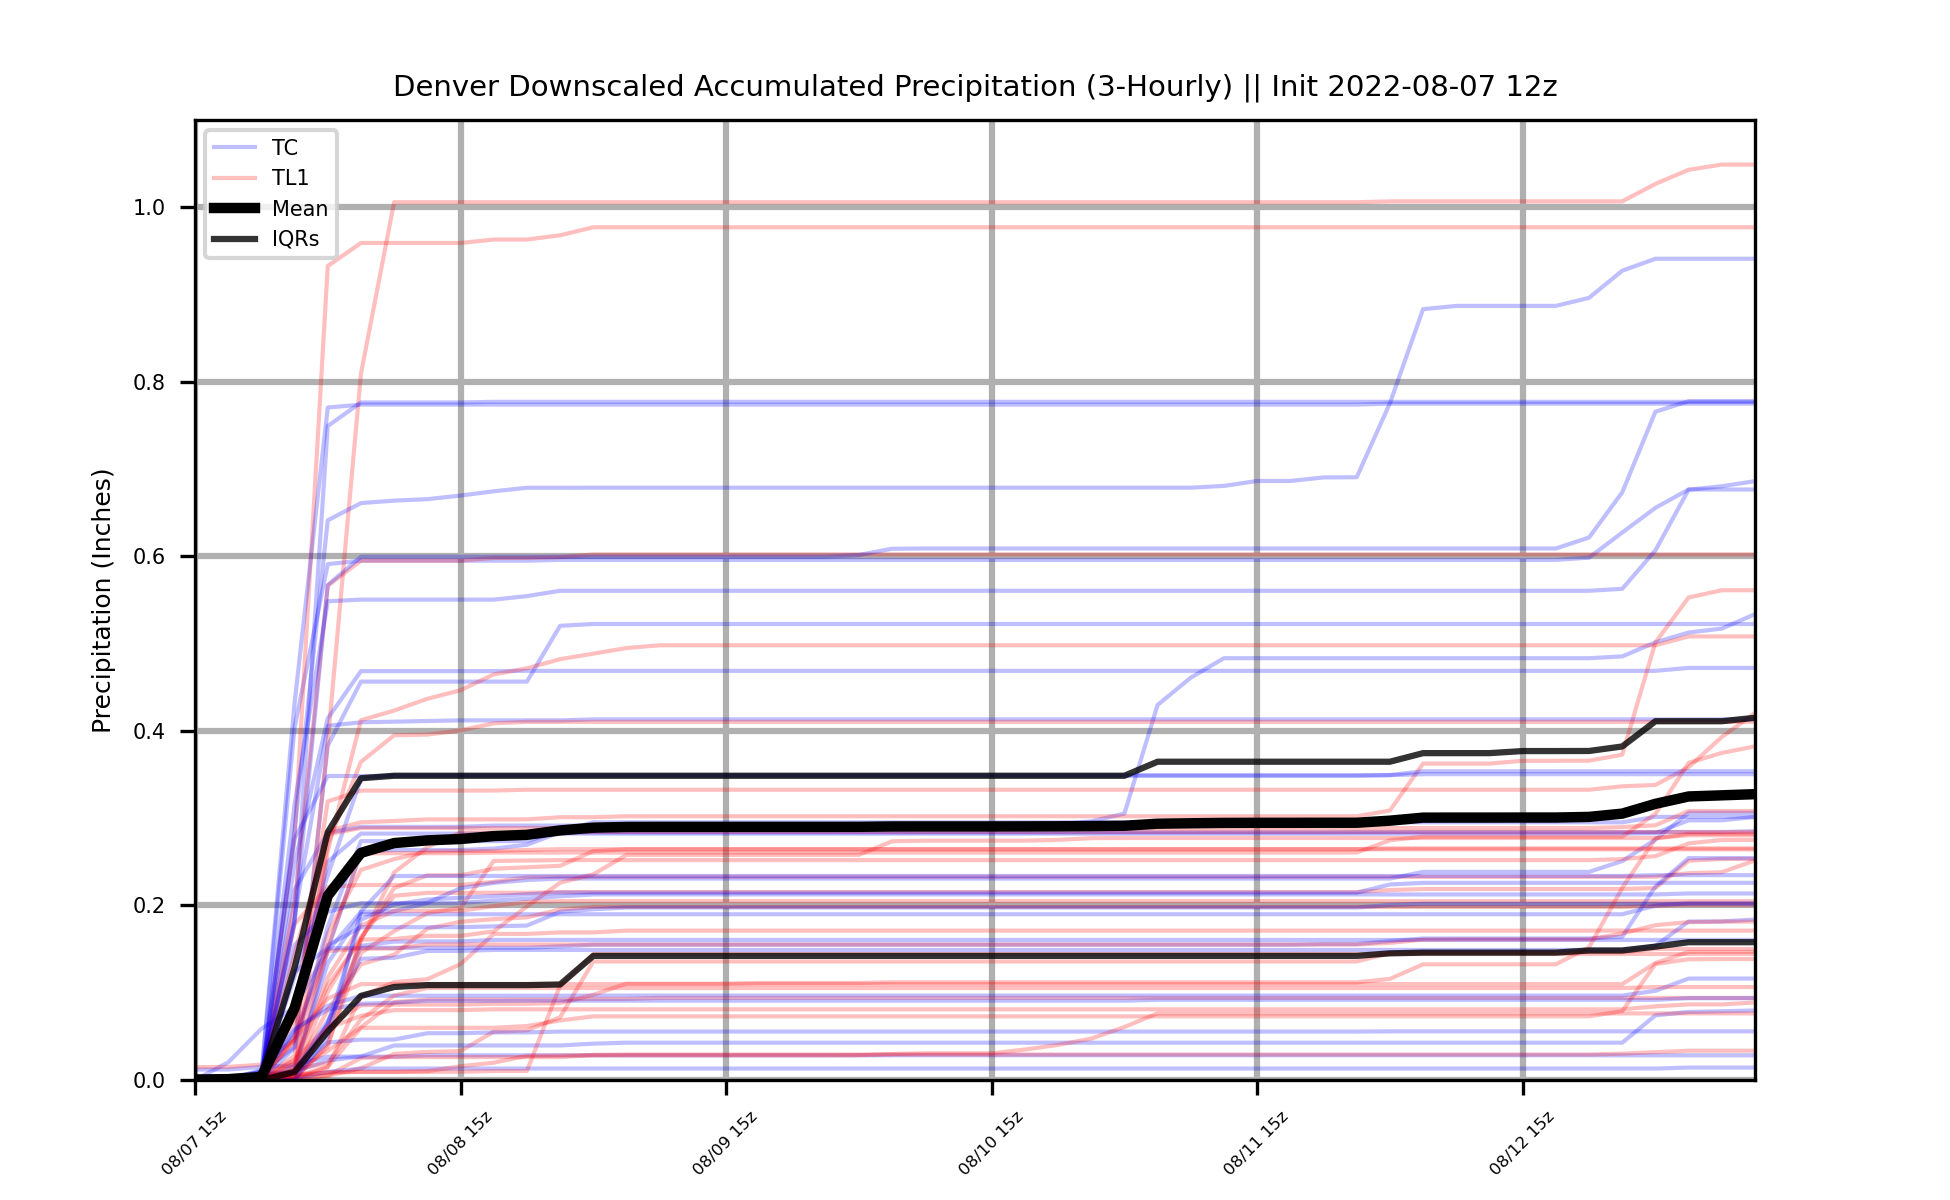 Denver Downscaled Accumulated Precipitation (3-Hourly) || Init 2022-08-07 12z
TC
TL1
Mean
IQRs
Precipitation (Inches)
1.0
0.8
0.6
0.4
0.2
0.0
08/07 15z
08/08 15z
08/09 15z
08/10 15z
08/11 15z
08/12 15z